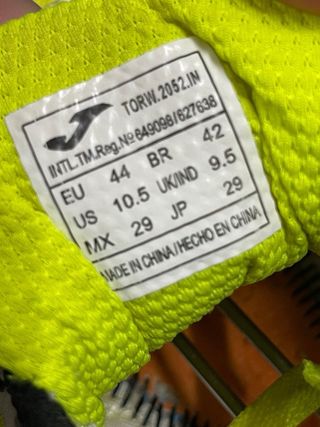 TORW.2052.IN
INTL.TM.Reg.Nº649098/627638
EU 44 BR 42
US 10.5 UK/IND 9.5
MX 29 JP 29
MADE IN CHINA/HECHO EN CHINA